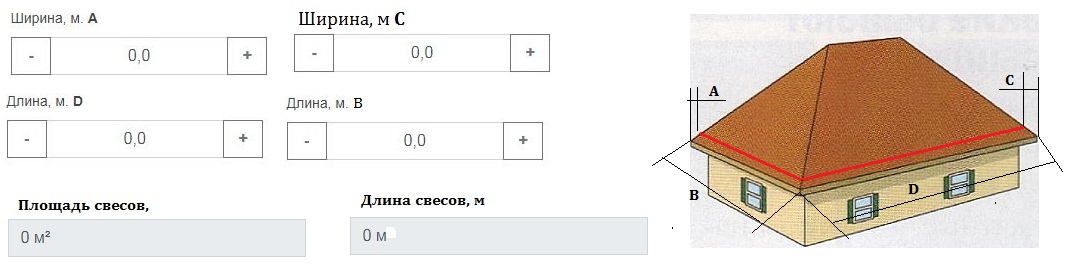 Ширина, м. A
Ширина, м C
- 0,0 +
- 0,0 +
Длина, м. D
Длина, м. B
- 0,0 +
- 0,0 +
Площадь свесов,
Длина свесов, м
0 м²
0 м
A
C
B
D